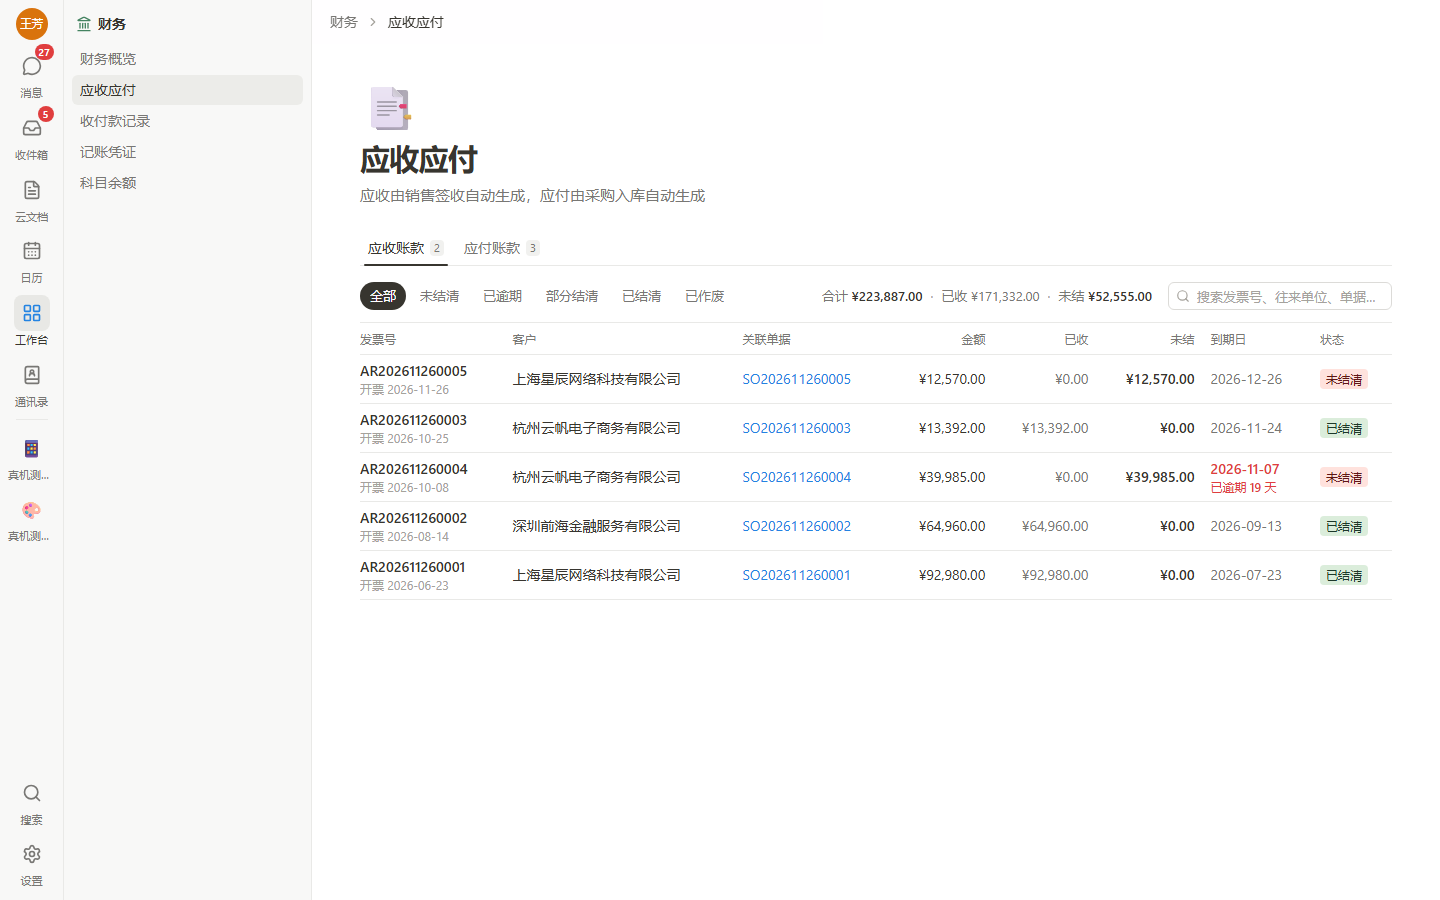 王芳
27
消息
5
收件箱
云文档
日历
工作台
通讯录
真机测...
真机测...
搜索
设置
财务
财务概览
应收应付
收付款记录
记账凭证
科目余额
财务 > 应收应付
应收应付
应收由销售签收自动生成，应付由采购入库自动生成
应收账款 2 应付账款 3
全部 未结清 已逾期 部分结清 已结清 已作废 合计 ¥223,887.00 · 已收 ¥171,332.00 · 未结 ¥52,555.00 搜索发票号、往来单位、单据...
发票号 客户 关联单据 金额 已收 未结 到期日 状态
AR202611260005 上海星辰网络科技有限公司 SO202611260005 ¥12,570.00 ¥0.00 ¥12,570.00 2026-12-26 未结清
开票 2026-11-26
AR202611260003 杭州云帆电子商务有限公司 SO202611260003 ¥13,392.00 ¥13,392.00 ¥0.00 2026-11-24 已结清
开票 2026-10-25
AR202611260004 杭州云帆电子商务有限公司 SO202611260004 ¥39,985.00 ¥0.00 ¥39,985.00 2026-11-07 未结清
开票 2026-10-08 已逾期 19 天
AR202611260002 深圳前海金融服务有限公司 SO202611260002 ¥64,960.00 ¥64,960.00 ¥0.00 2026-09-13 已结清
开票 2026-08-14
AR202611260001 上海星辰网络科技有限公司 SO202611260001 ¥92,980.00 ¥92,980.00 ¥0.00 2026-07-23 已结清
开票 2026-06-23